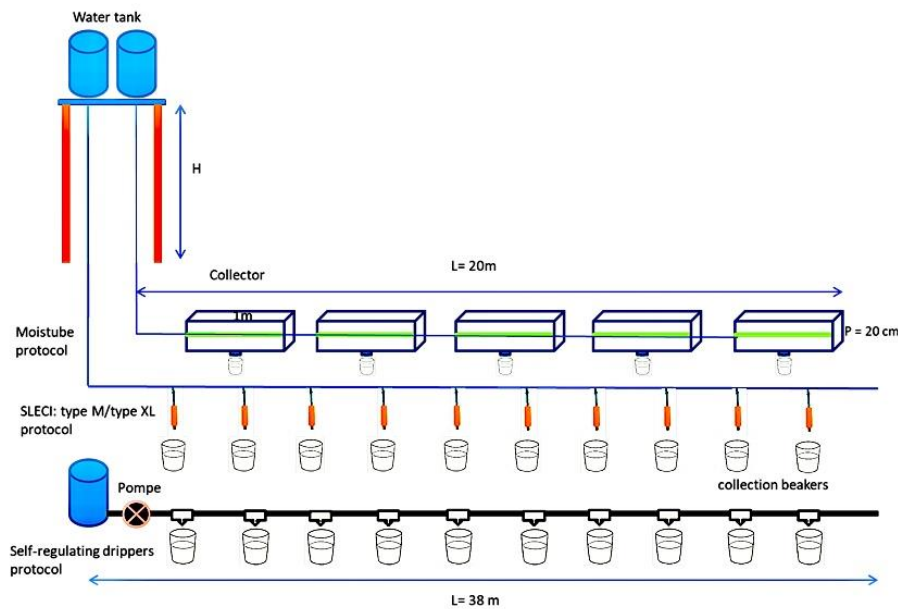 Water tank
H
L= 20m
Collector
1m
Moistube
protocol
P = 20 cm
SLECI: type M/type XL
protocol
collection beakers
Pompe
Self-regulating drippers
protocol
L= 38 m